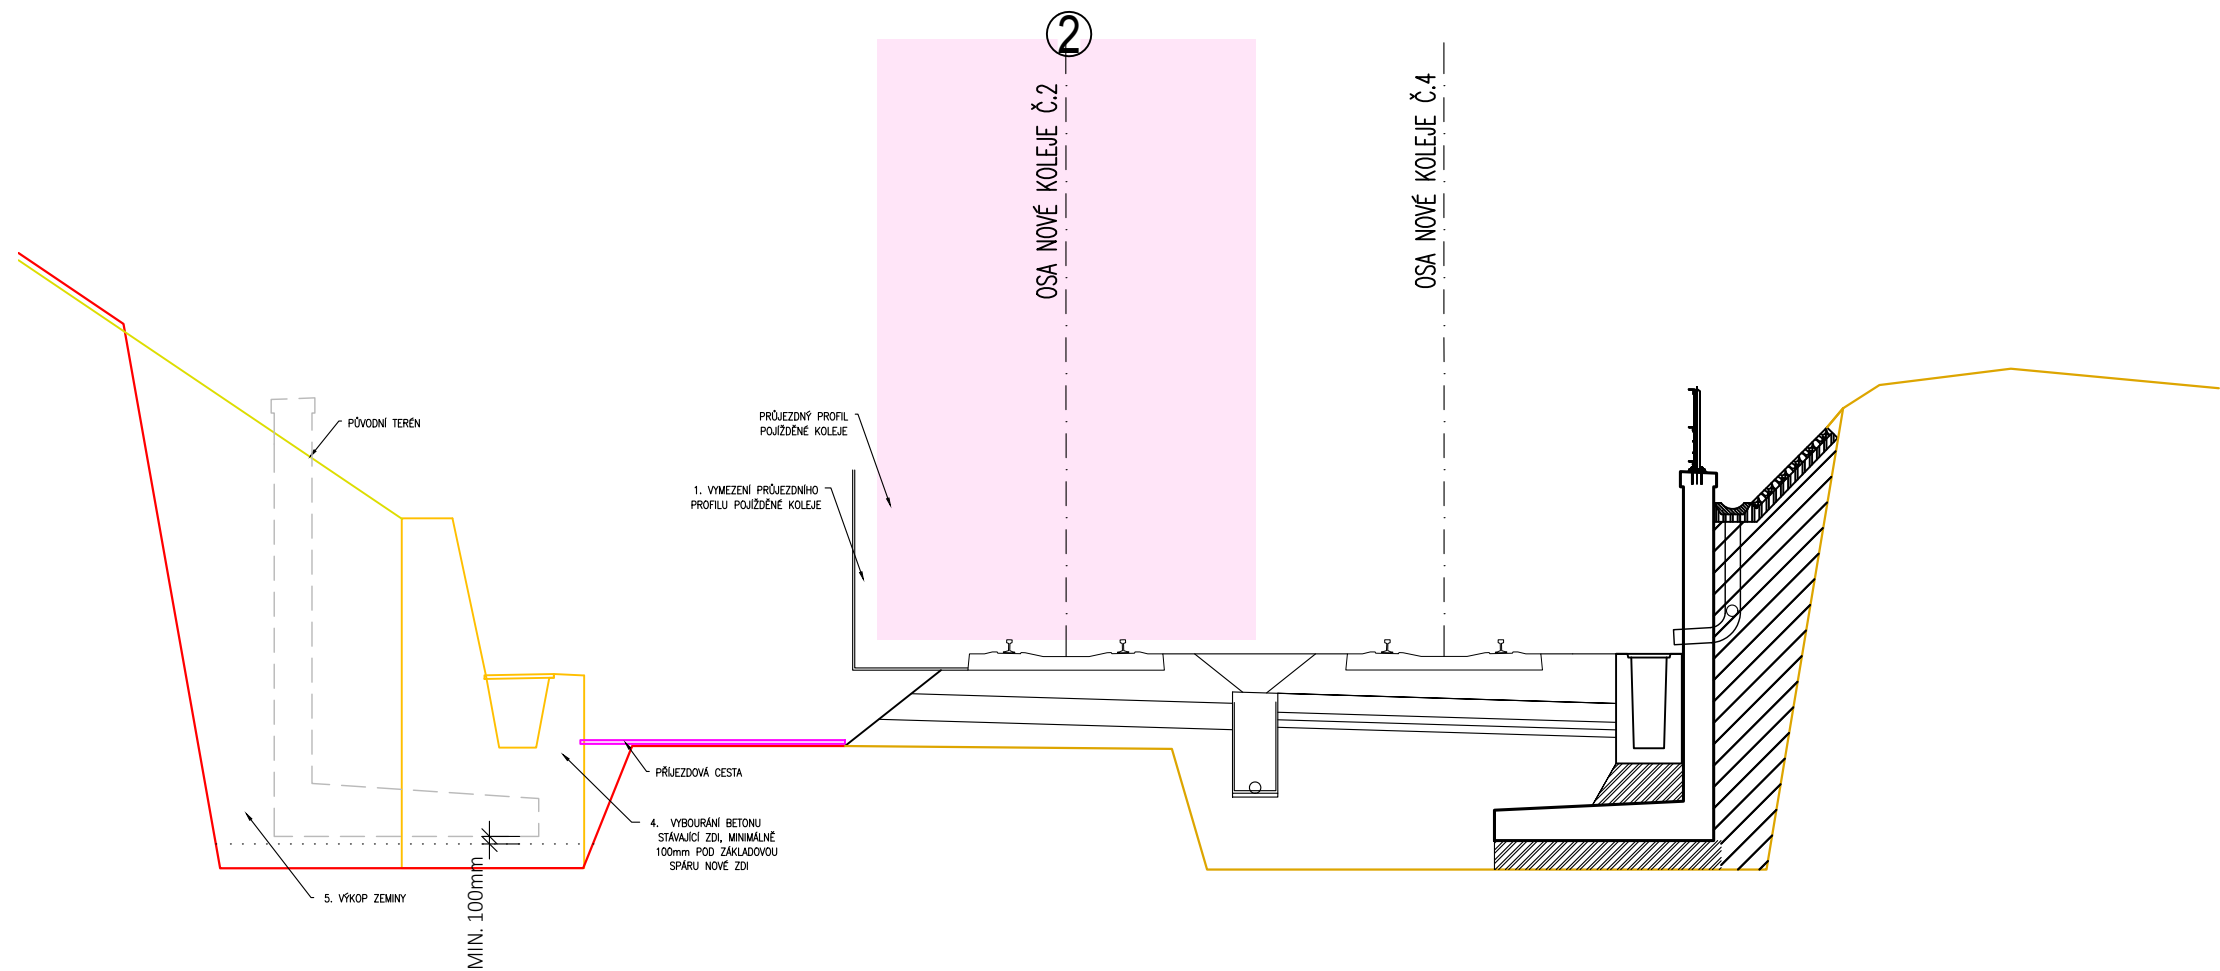 2
OSA NOVÉ KOLEJE Č.2
OSA NOVÉ KOLEJE Č.4
PŮVODNÍ TERÉN
PRŮJEZDNÝ PROFIL
POJÍŽDĚNÉ KOLEJE
1. VYMEZENÍ PRŮJEZDNÍHO
PROFILU POJÍŽDĚNÉ KOLEJE
PŘÍJEZDOVÁ CESTA
4. VYBOURÁNÍ BETONU
STÁVAJÍCÍ ZDI, MINIMÁLNĚ
100mm POD ZÁKLADOVOU
SPÁRU NOVÉ ZDI
5. VÝKOP ZEMINY
MIN. 100mm